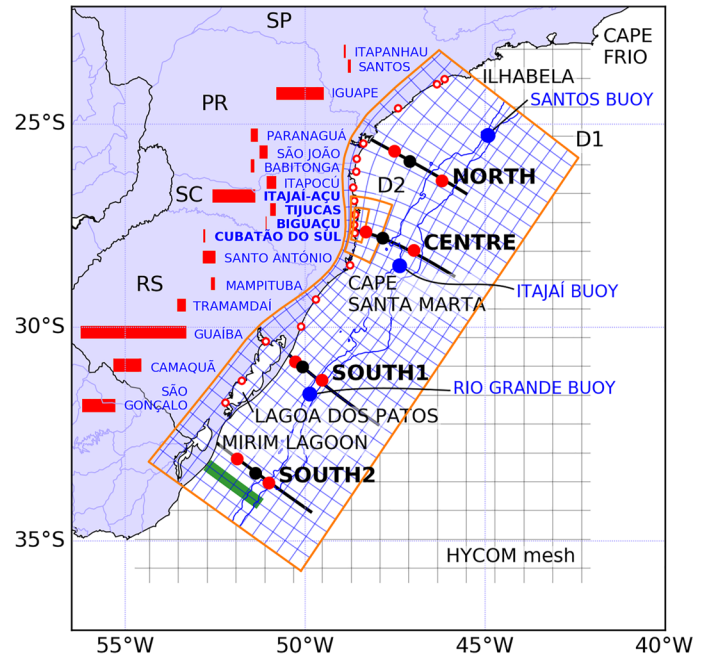 SP
CAPE
FRIO
ITAPANHAU
SANTOS
ILHABELA
IGUAPE
SANTOS BUOY
PR
25°S
PARANAGUÁ
D1
SÃO JOÃO
BABITONGA
NORTH
ITAPOCÚ
D2
SC
ITAJAÍ-AÇU
TIJUCAS
BIGUAÇU
CUBATÃO DO SUL
CENTRE
SANTO ANTÓNIO
RS
MAMPITUBA
CAPE
SANTA MARTA
ITAJAÍ BUOY
TRAMAMDAÍ
30°S
GUAÍBA
CAMAQUÃ
SOUTH1
SÃO
GONÇALO
RIO GRANDE BUOY
LAGOA DOS PATOS
MIRIM LAGOON
SOUTH2
35°S
HYCOM mesh
55°W
50°W
45°W
40°W